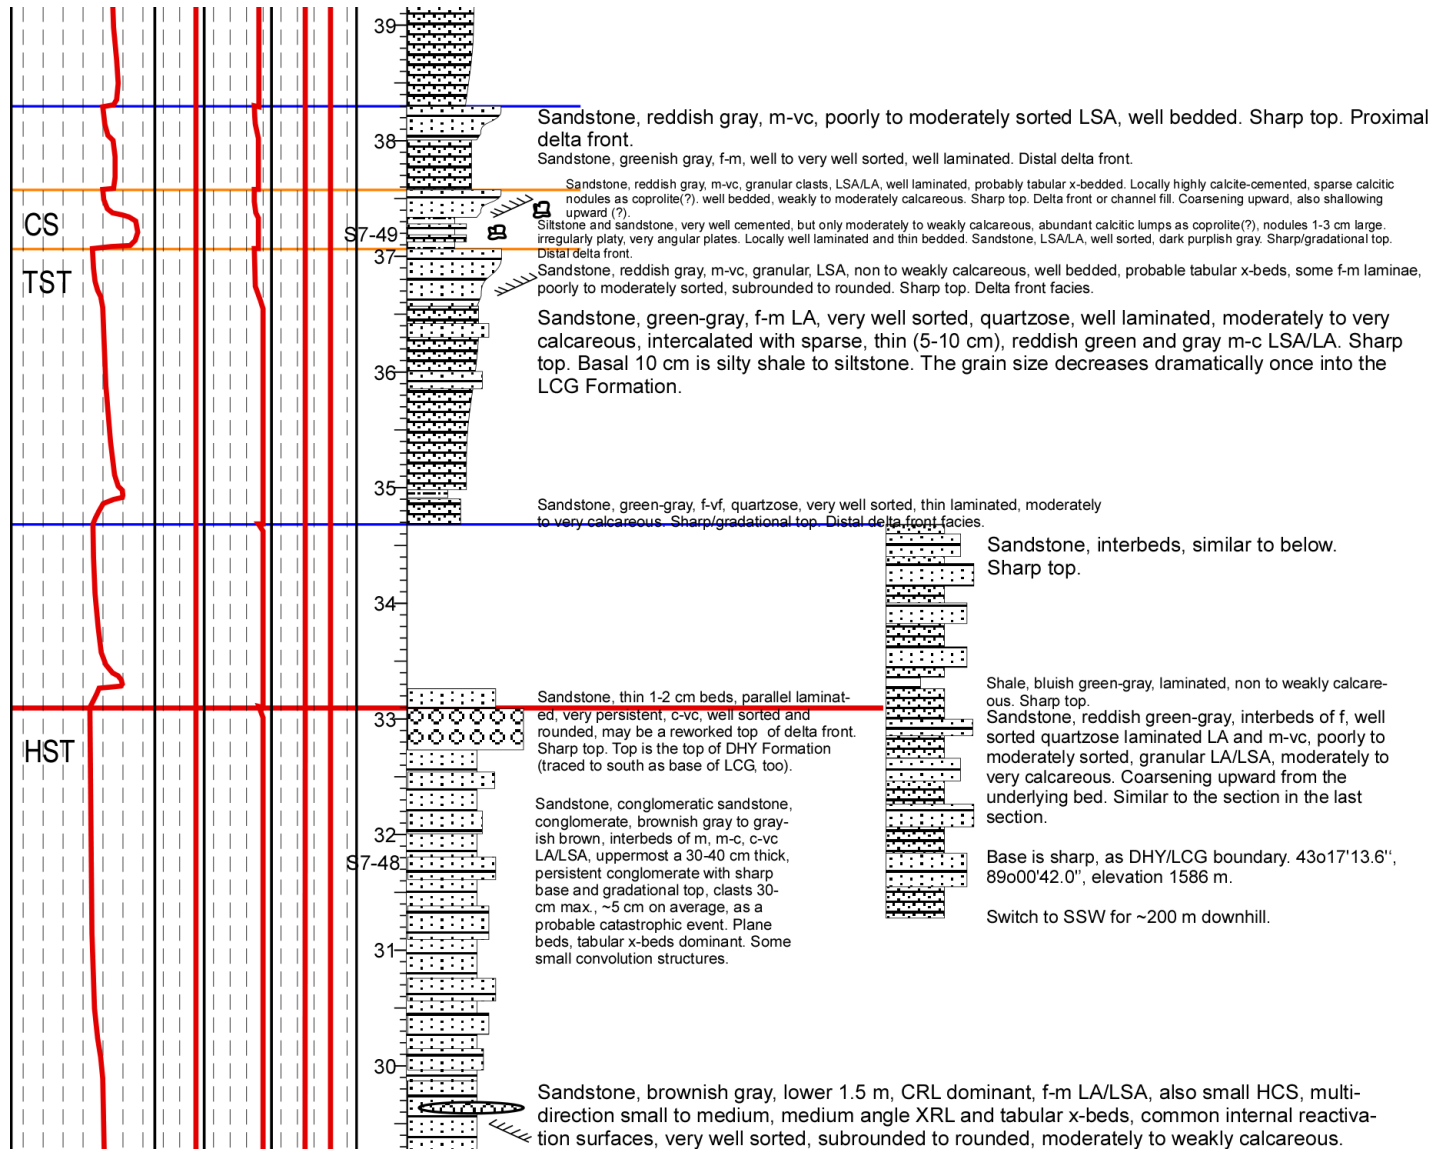 39
Sandstone, reddish gray, m-vc, poorly to moderately sorted LSA, well bedded. Sharp top. Proximal
delta front.
38
Sandstone, greenish gray, f-m, well to very well sorted, well laminated. Distal delta front.
Sandstone, reddish gray, m-vc, granular clasts, LSA/LA, well laminated, probably tabular x-bedded. Locally highly calcite-cemented, sparse calcitic
nodules as coprolite(?). well bedded, weakly to moderately calcareous. Sharp top. Delta front or channel fill. Coarsening upward, also shallowing
upward (?).
CS
S7-49
Siltstone and sandstone, very well cemented, but only moderately to weakly calcareous, abundant calcitic lumps as coprolite(?), nodules 1-3 cm large.
irregularly platy, very angular plates. Locally well laminated and thin bedded. Sandstone, LSA/LA, well sorted, dark purplish gray. Sharp/gradational top.
Distal delta front.
37
TST
Sandstone, reddish gray, m-vc, granular, LSA, non to weakly calcareous, well bedded, probable tabular x-beds, some f-m laminae,
poorly to moderately sorted, subrounded to rounded. Sharp top. Delta front facies.
Sandstone, green-gray, f-m LA, very well sorted, quartzose, well laminated, moderately to very
calcareous, intercalated with sparse, thin (5-10 cm), reddish green and gray m-c LSA/LA. Sharp
top. Basal 10 cm is silty shale to siltstone. The grain size decreases dramatically once into the
LCG Formation.
36
35
Sandstone, green-gray, f-vf, quartzose, very well sorted, thin laminated, moderately
to very calcareous. Sharp/gradational top. Distal delta front facies.
Sandstone, interbeds, similar to below.
Sharp top.
34
Shale, bluish green-gray, laminated, non to weakly calcare-
ous. Sharp top.
Sandstone, reddish green-gray, interbeds of f, well
sorted quartzose laminated LA and m-vc, poorly to
moderately sorted, granular LA/LSA, moderately to
very calcareous. Coarsening upward from the
underlying bed. Similar to the section in the last
section.
Base is sharp, as DHY/LCG boundary. 43o17'13.6'',
89o00'42.0'', elevation 1586 m.
Switch to SSW for ~200 m downhill.
33
HST
Sandstone, thin 1-2 cm beds, parallel laminat-
ed, very persistent, c-vc, well sorted and
rounded, may be a reworked top of delta front.
Sharp top. Top is the top of DHY Formation
(traced to south as base of LCG, too).
32
S7-48
Sandstone, conglomeratic sandstone,
conglomerate, brownish gray to gray-
ish brown, interbeds of m, m-c, c-vc
LA/LSA, uppermost a 30-40 cm thick,
persistent conglomerate with sharp
base and gradational top, clasts 30-
cm max., ~5 cm on average, as a
probable catastrophic event. Plane
beds, tabular x-beds dominant. Some
small convolution structures.
31
30
Sandstone, brownish gray, lower 1.5 m, CRL dominant, f-m LA/LSA, also small HCS, multi-
direction small to medium, medium angle XRL and tabular x-beds, common internal reactiva-
tion surfaces, very well sorted, subrounded to rounded, moderately to weakly calcareous.